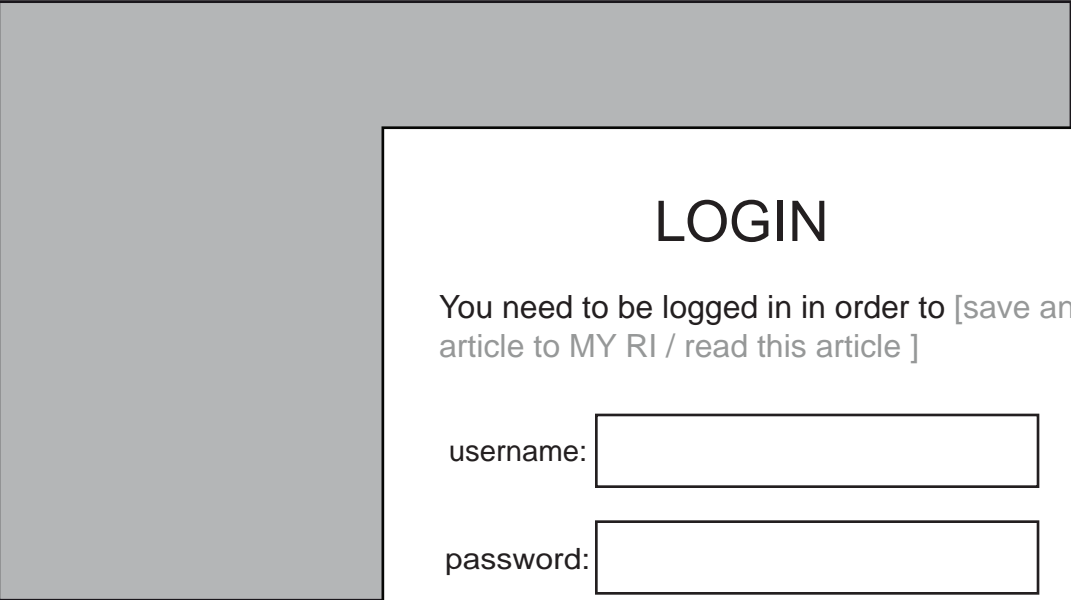 LOGIN
You need to be logged in in order to [save an
article to MY RI / read this article ]
username:
password: